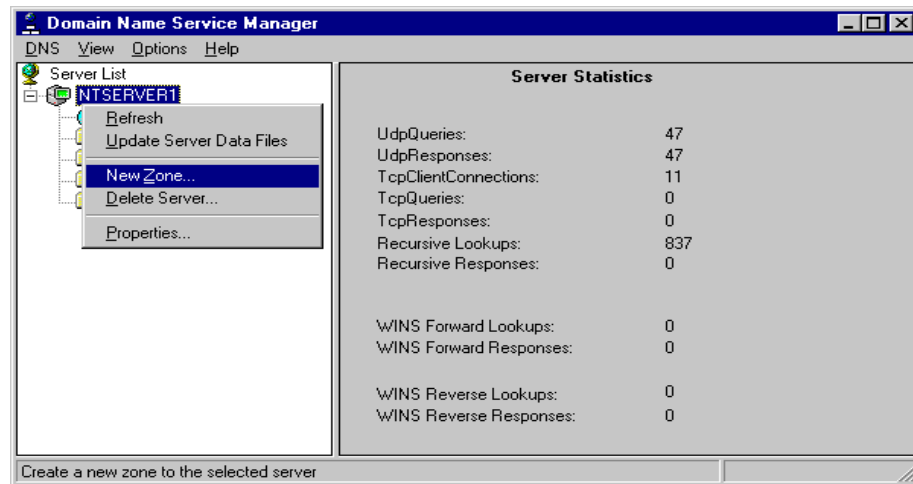 Domain Name Service Manager
DNS View Options Help
Server List
NTSERVER1
Refresh
Update Server Data Files
New Zone...
Delete Server...
Properties...
Server Statistics
UdpQueries: 47
UdpResponses: 47
TcpClientConnections: 11
TcpQueries: 0
TcpResponses: 0
Recursive Lookups: 837
Recursive Responses: 0
WINS Forward Lookups: 0
WINS Forward Responses: 0
WINS Reverse Lookups: 0
WINS Reverse Responses: 0
Create a new zone to the selected server